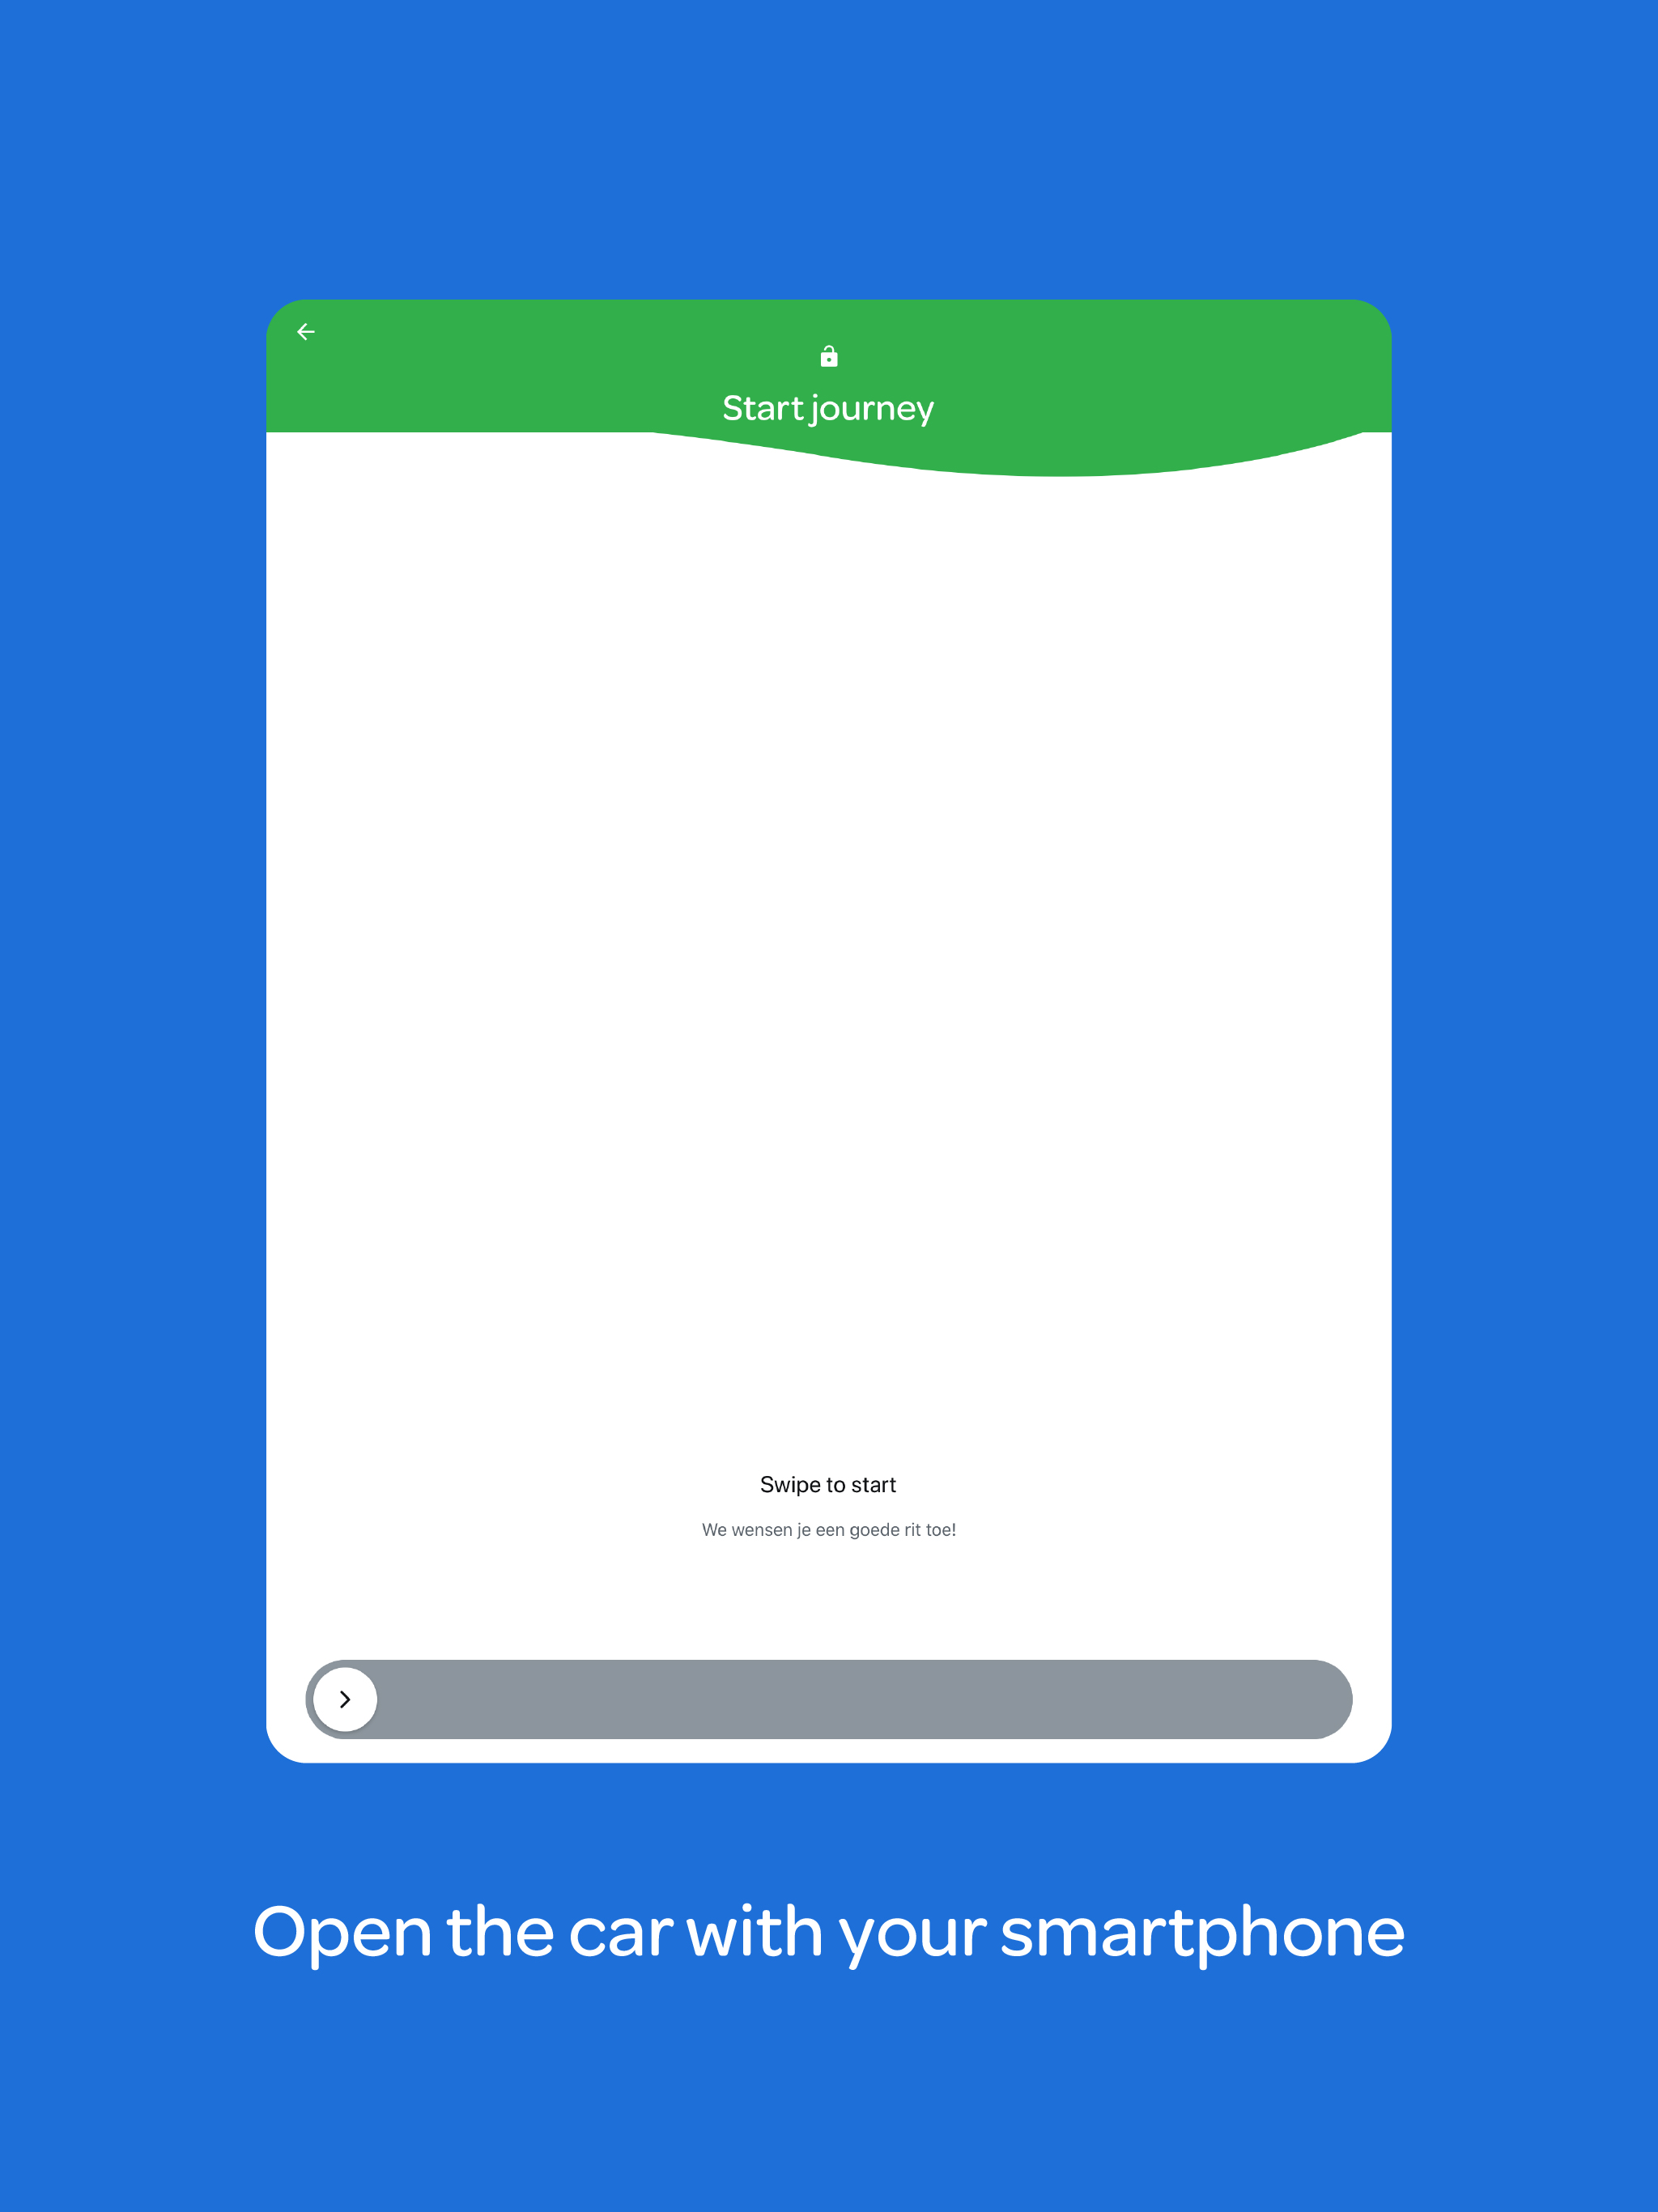 Start journey
Swipe to start
We wensen je een goede rit toe!
Open the car with your smartphone